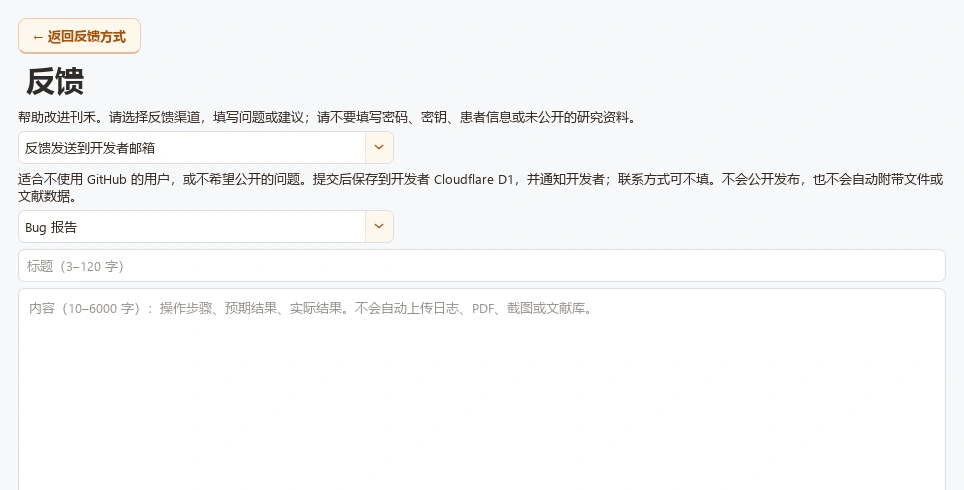 ← 返回反馈方式
反馈
帮助改进刊禾。请选择反馈渠道，填写问题或建议；请不要填写密码、密钥、患者信息或未公开的研究资料。
反馈发送到开发者邮箱
适合不使用 GitHub 的用户，或不希望公开的问题。提交后保存到开发者 Cloudflare D1，并通知开发者；联系方式可不填。不会公开发布，也不会自动附带文件或
文献数据。
Bug 报告
标题（3–120 字）
内容（10–6000 字）：操作步骤、预期结果、实际结果。不会自动上传日志、PDF、截图或文献库。